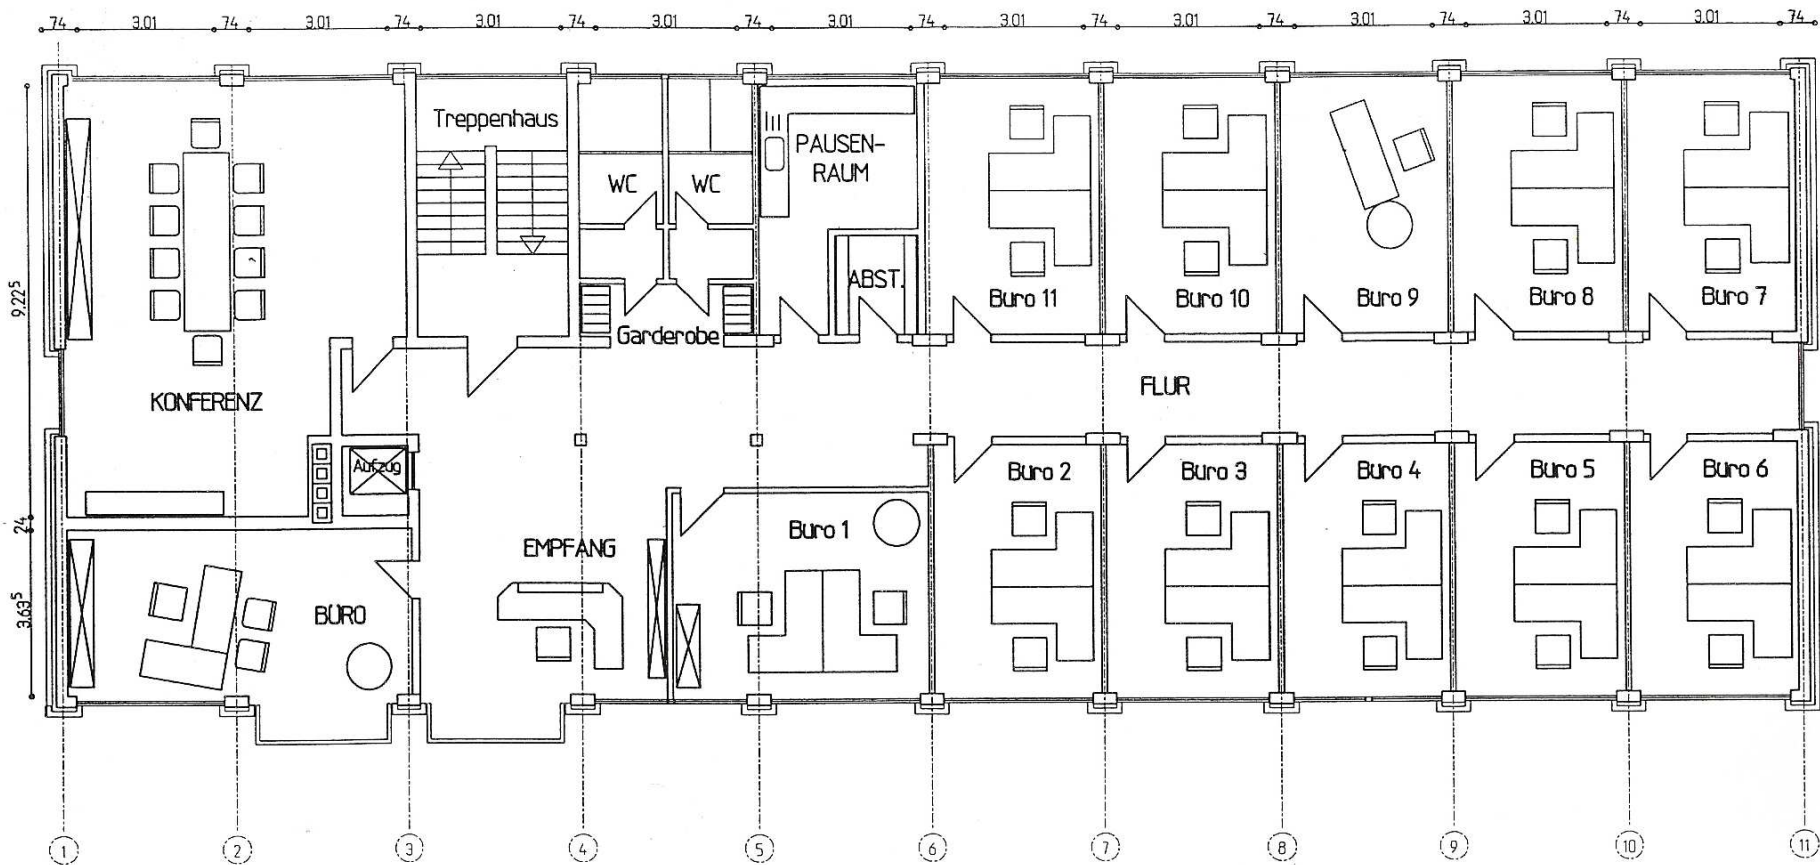 74 3.01 74 3.01 74 3.01 74 3.01 74 3.01 74 3.01 74 3.01 74 3.01 74 3.01 74 3.01 74
Treppenhaus
WC
WC
PAUSEN-
RAUM
ABST.
Büro 11
Büro 10
Büro 9
Büro 8
Büro 7
Garderobe
9.22⁵
KONFERENZ
FLUR
Aufzug
Büro 2
Büro 3
Büro 4
Büro 5
Büro 6
24
EMPFANG
Büro 1
3.63⁵
BÜRO
1 2 3 4 5 6 7 8 9 10 11